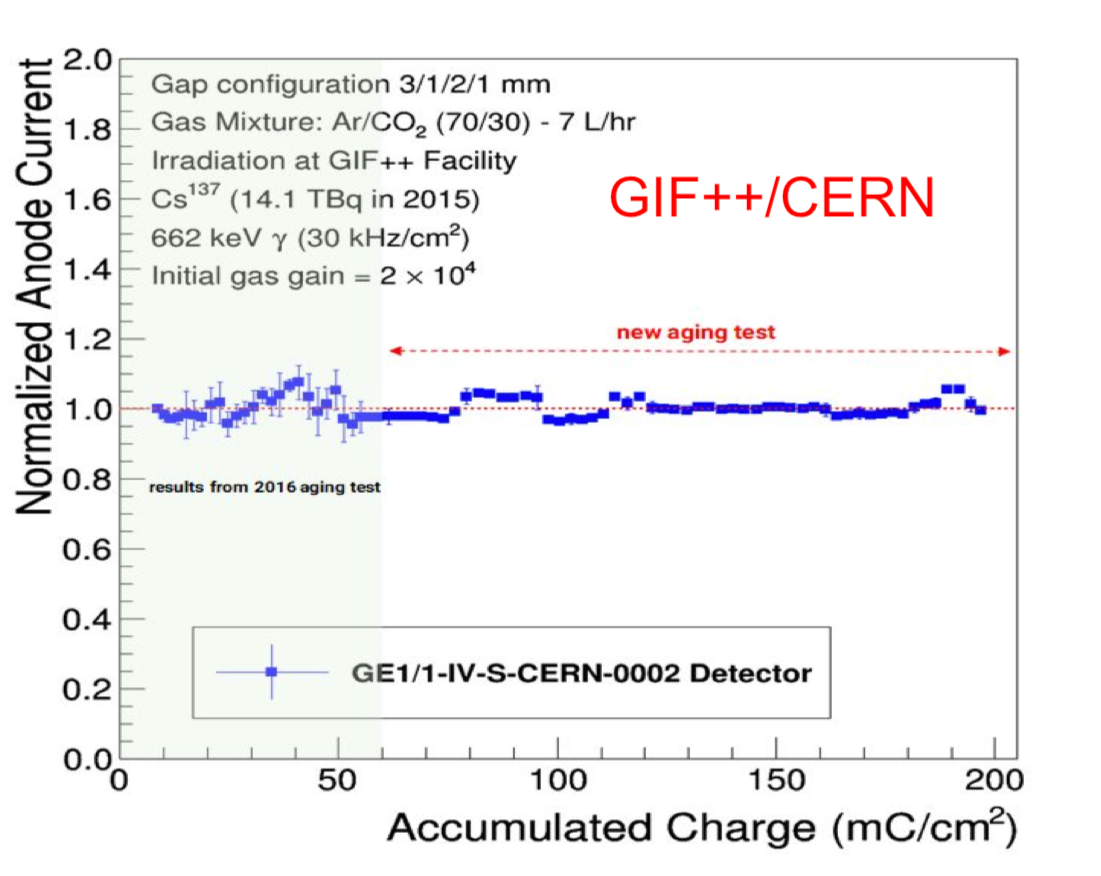 Normalized Anode Current
2.0
1.8
1.6
1.4
1.2
1.0
0.8
0.6
0.4
0.2
0.0
Gap configuration 3/1/2/1 mm
Gas Mixture: Ar/CO₂ (70/30) - 7 L/hr
Irradiation at GIF++ Facility
Cs¹³⁷ (14.1 TBq in 2015)
662 keV γ (30 kHz/cm²)
Initial gas gain = 2 × 10⁴
GIF++/CERN
new aging test
results from 2016 aging test
GE1/1-IV-S-CERN-0002 Detector
0 50 100 150 200
Accumulated Charge (mC/cm²)